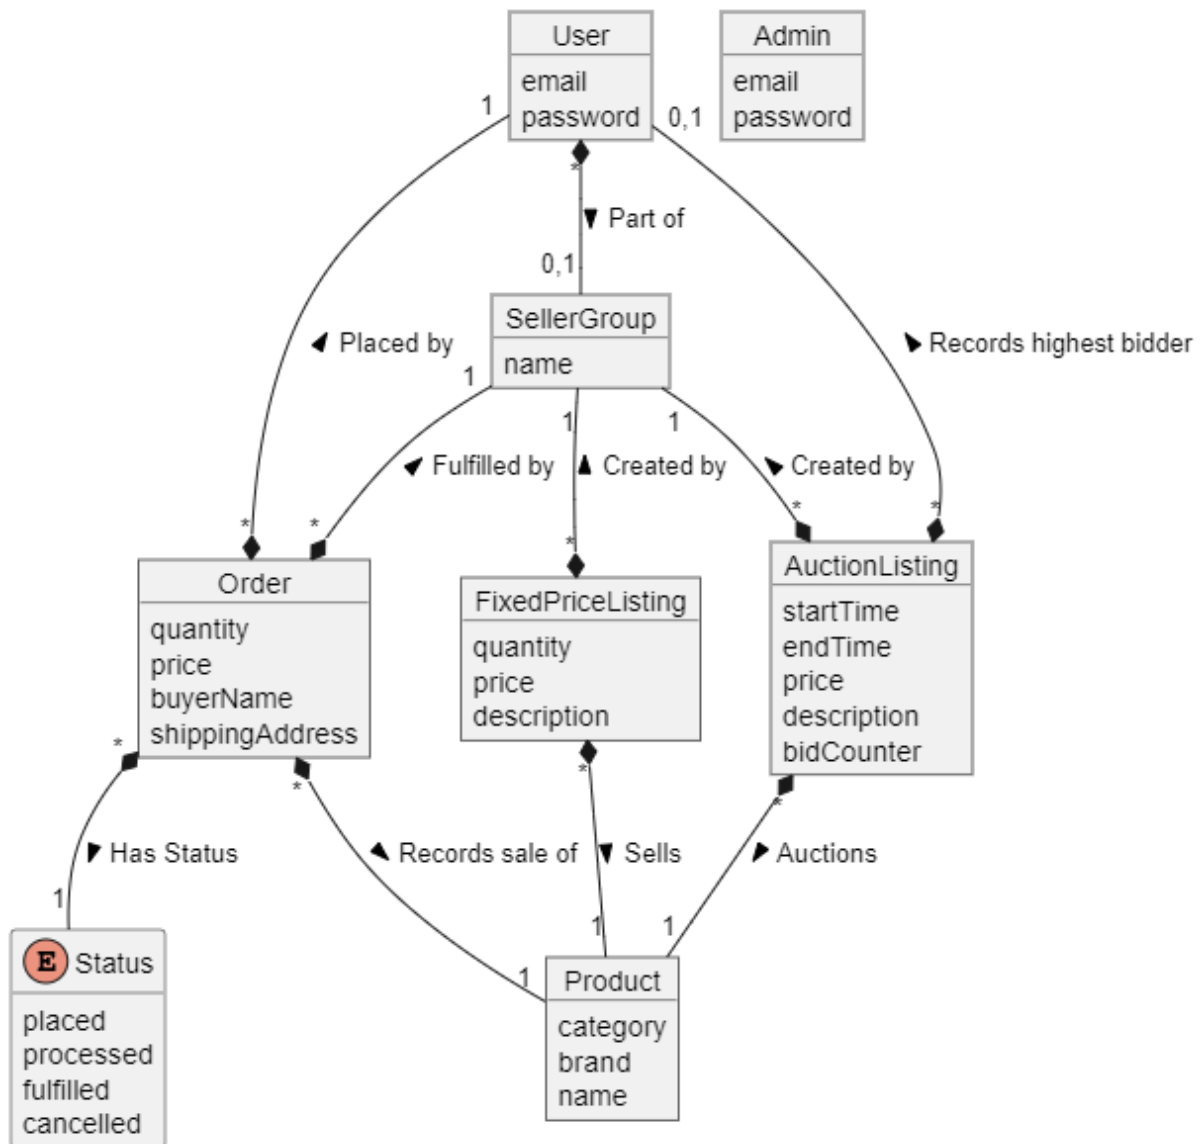 User
email
password
Admin
email
password
1
0,1
*
Part of
0,1
SellerGroup
name
Placed by
Records highest bidder
1
1
1
Fulfilled by
Created by
Created by
*
*
*
*
*
Order
quantity
price
buyerName
shippingAddress
FixedPriceListing
quantity
price
description
AuctionListing
startTime
endTime
price
description
bidCounter
*
*
*
*
Has Status
Records sale of
Sells
Auctions
1
1
1
1
E Status
placed
processed
fulfilled
cancelled
Product
category
brand
name